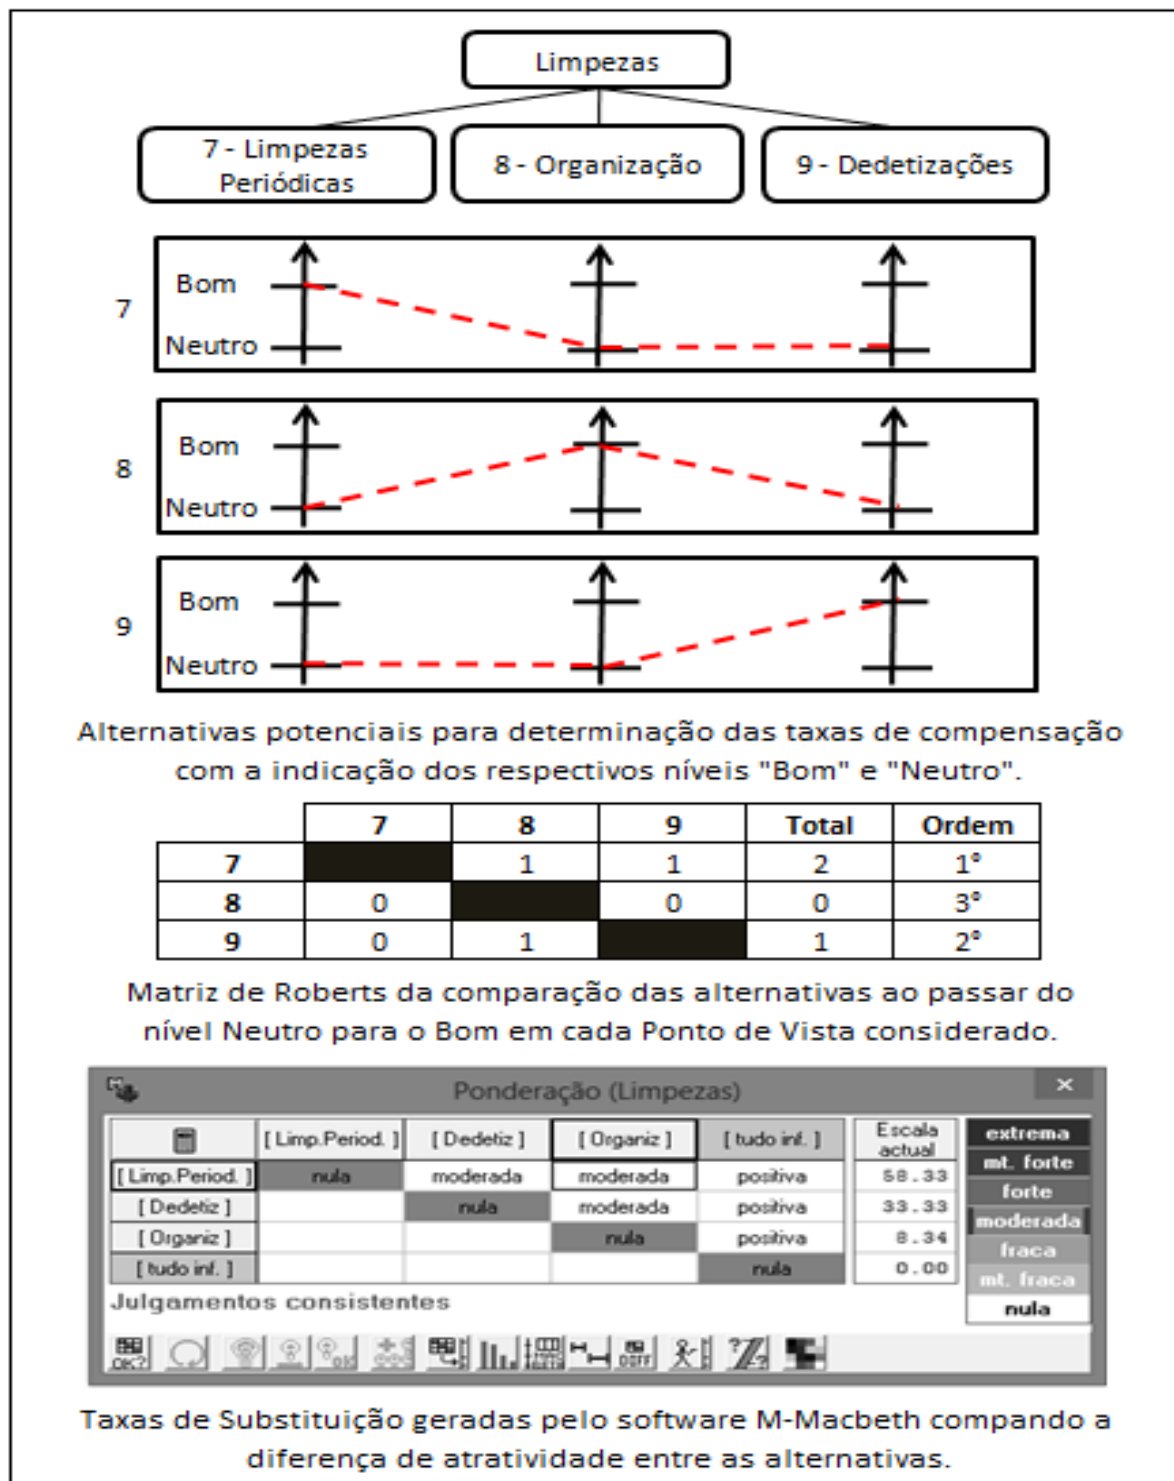 Limpezas
7 - Limpezas
Periódicas
8 - Organização
9 - Dedetizações
7
Bom
Neutro
8
Bom
Neutro
9
Bom
Neutro
Alternativas potenciais para determinação das taxas de compensação
com a indicação dos respectivos níveis "Bom" e "Neutro".
7 8 9 Total Ordem
7 1 1 2 1°
8 0 0 0 3°
9 0 1 1 2°
Matriz de Roberts da comparação das alternativas ao passar do
nível Neutro para o Bom em cada Ponto de Vista considerado.
Ponderação (Limpezas)
[ Limp.Period. ] [ Dedetiz ] [ Organiz ] [ tudo inf. ] Escala actual
[ Limp.Period. ] nula moderada moderada positiva 58.33
[ Dedetiz ] nula moderada positiva 33.33
[ Organiz ] nula positiva 8.34
[ tudo inf. ] nula 0.00
extrema
mt. forte
forte
moderada
fraca
mt. fraca
nula
Julgamentos consistentes
OK?
old
DIFF
Taxas de Substituição geradas pelo software M-Macbeth compando a
diferença de atratividade entre as alternativas.